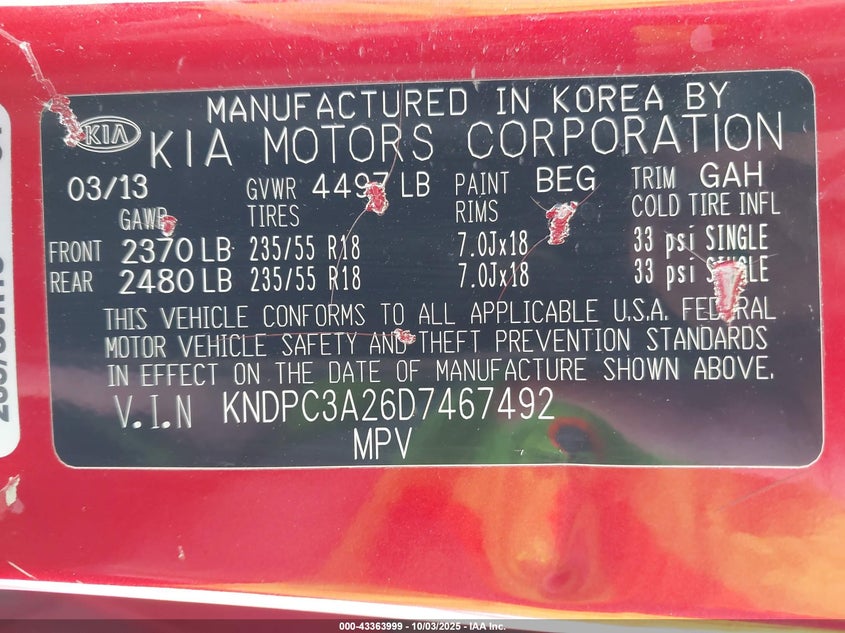 MANUFACTURED IN KOREA BY
KIA KIA MOTORS CORPORATION
03/13 GVWR 4497 LB PAINT BEG TRIM GAH
GAWR TIRES RIMS COLD TIRE INFL
FRONT 2370 LB 235/55 R18 7.0Jx18 33 psi SINGLE
REAR 2480 LB 235/55 R18 7.0Jx18 33 psi SINGLE
THIS VEHICLE CONFORMS TO ALL APPLICABLE U.S.A. FEDERAL
MOTOR VEHICLE SAFETY AND THEFT PREVENTION STANDARDS
IN EFFECT ON THE DATE OF MANUFACTURE SHOWN ABOVE.
V.I.N KNDPC3A26D7467492
MPV
000-43363999 - 10/03/2025 - IAA Inc.